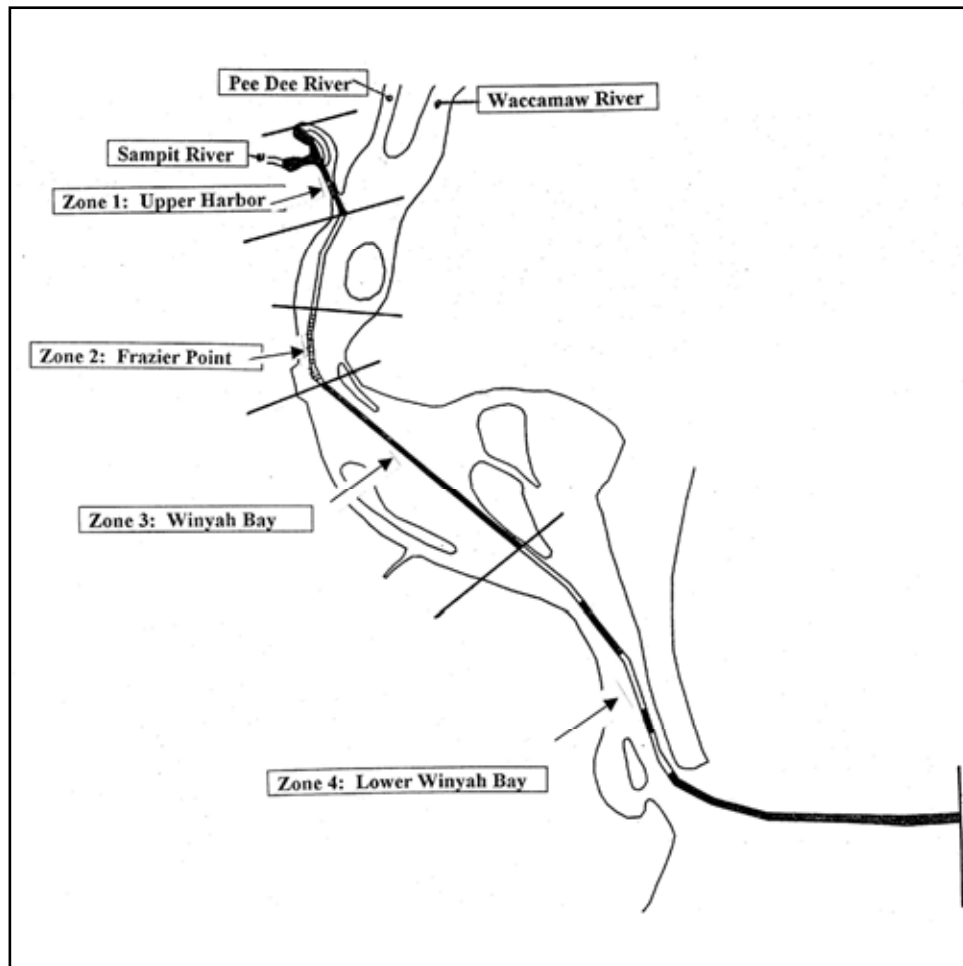 Pee Dee River
Waccamaw River
Sampit River
Zone 1: Upper Harbor
Zone 2: Frazier Point
Zone 3: Winyah Bay
Zone 4: Lower Winyah Bay